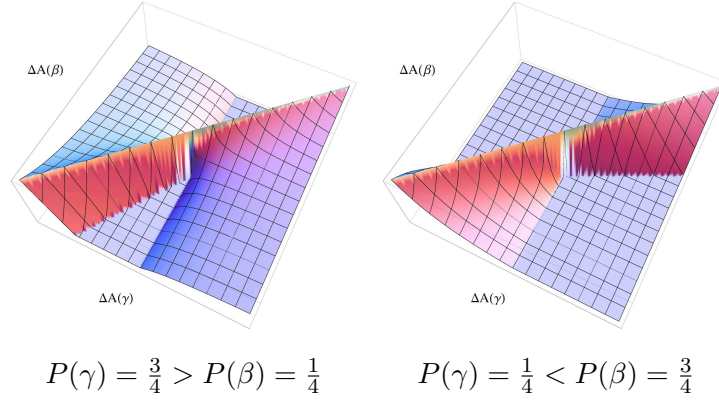 ΔA(β)
ΔA(β)
ΔA(γ)
ΔA(γ)
P(γ) = 3/4 > P(β) = 1/4
P(γ) = 1/4 < P(β) = 3/4